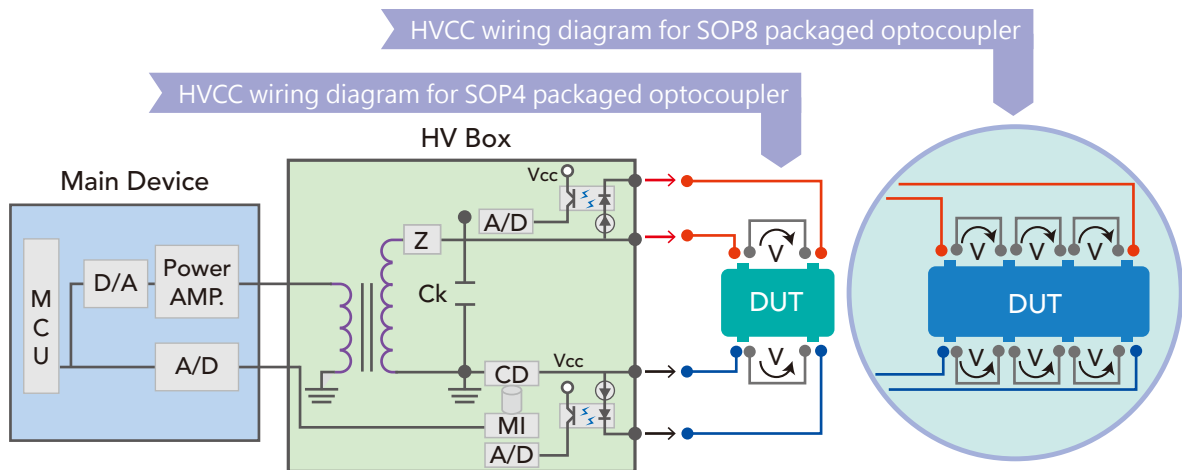 HVCC wiring diagram for SOP8 packaged optocoupler
HVCC wiring diagram for SOP4 packaged optocoupler
HV Box
Main Device
Vcc
A/D
Z
MCU
D/A
Power
AMP.
Ck
A/D
V
DUT
V
V
V
V
DUT
V
V
V
Vcc
CD
MI
A/D